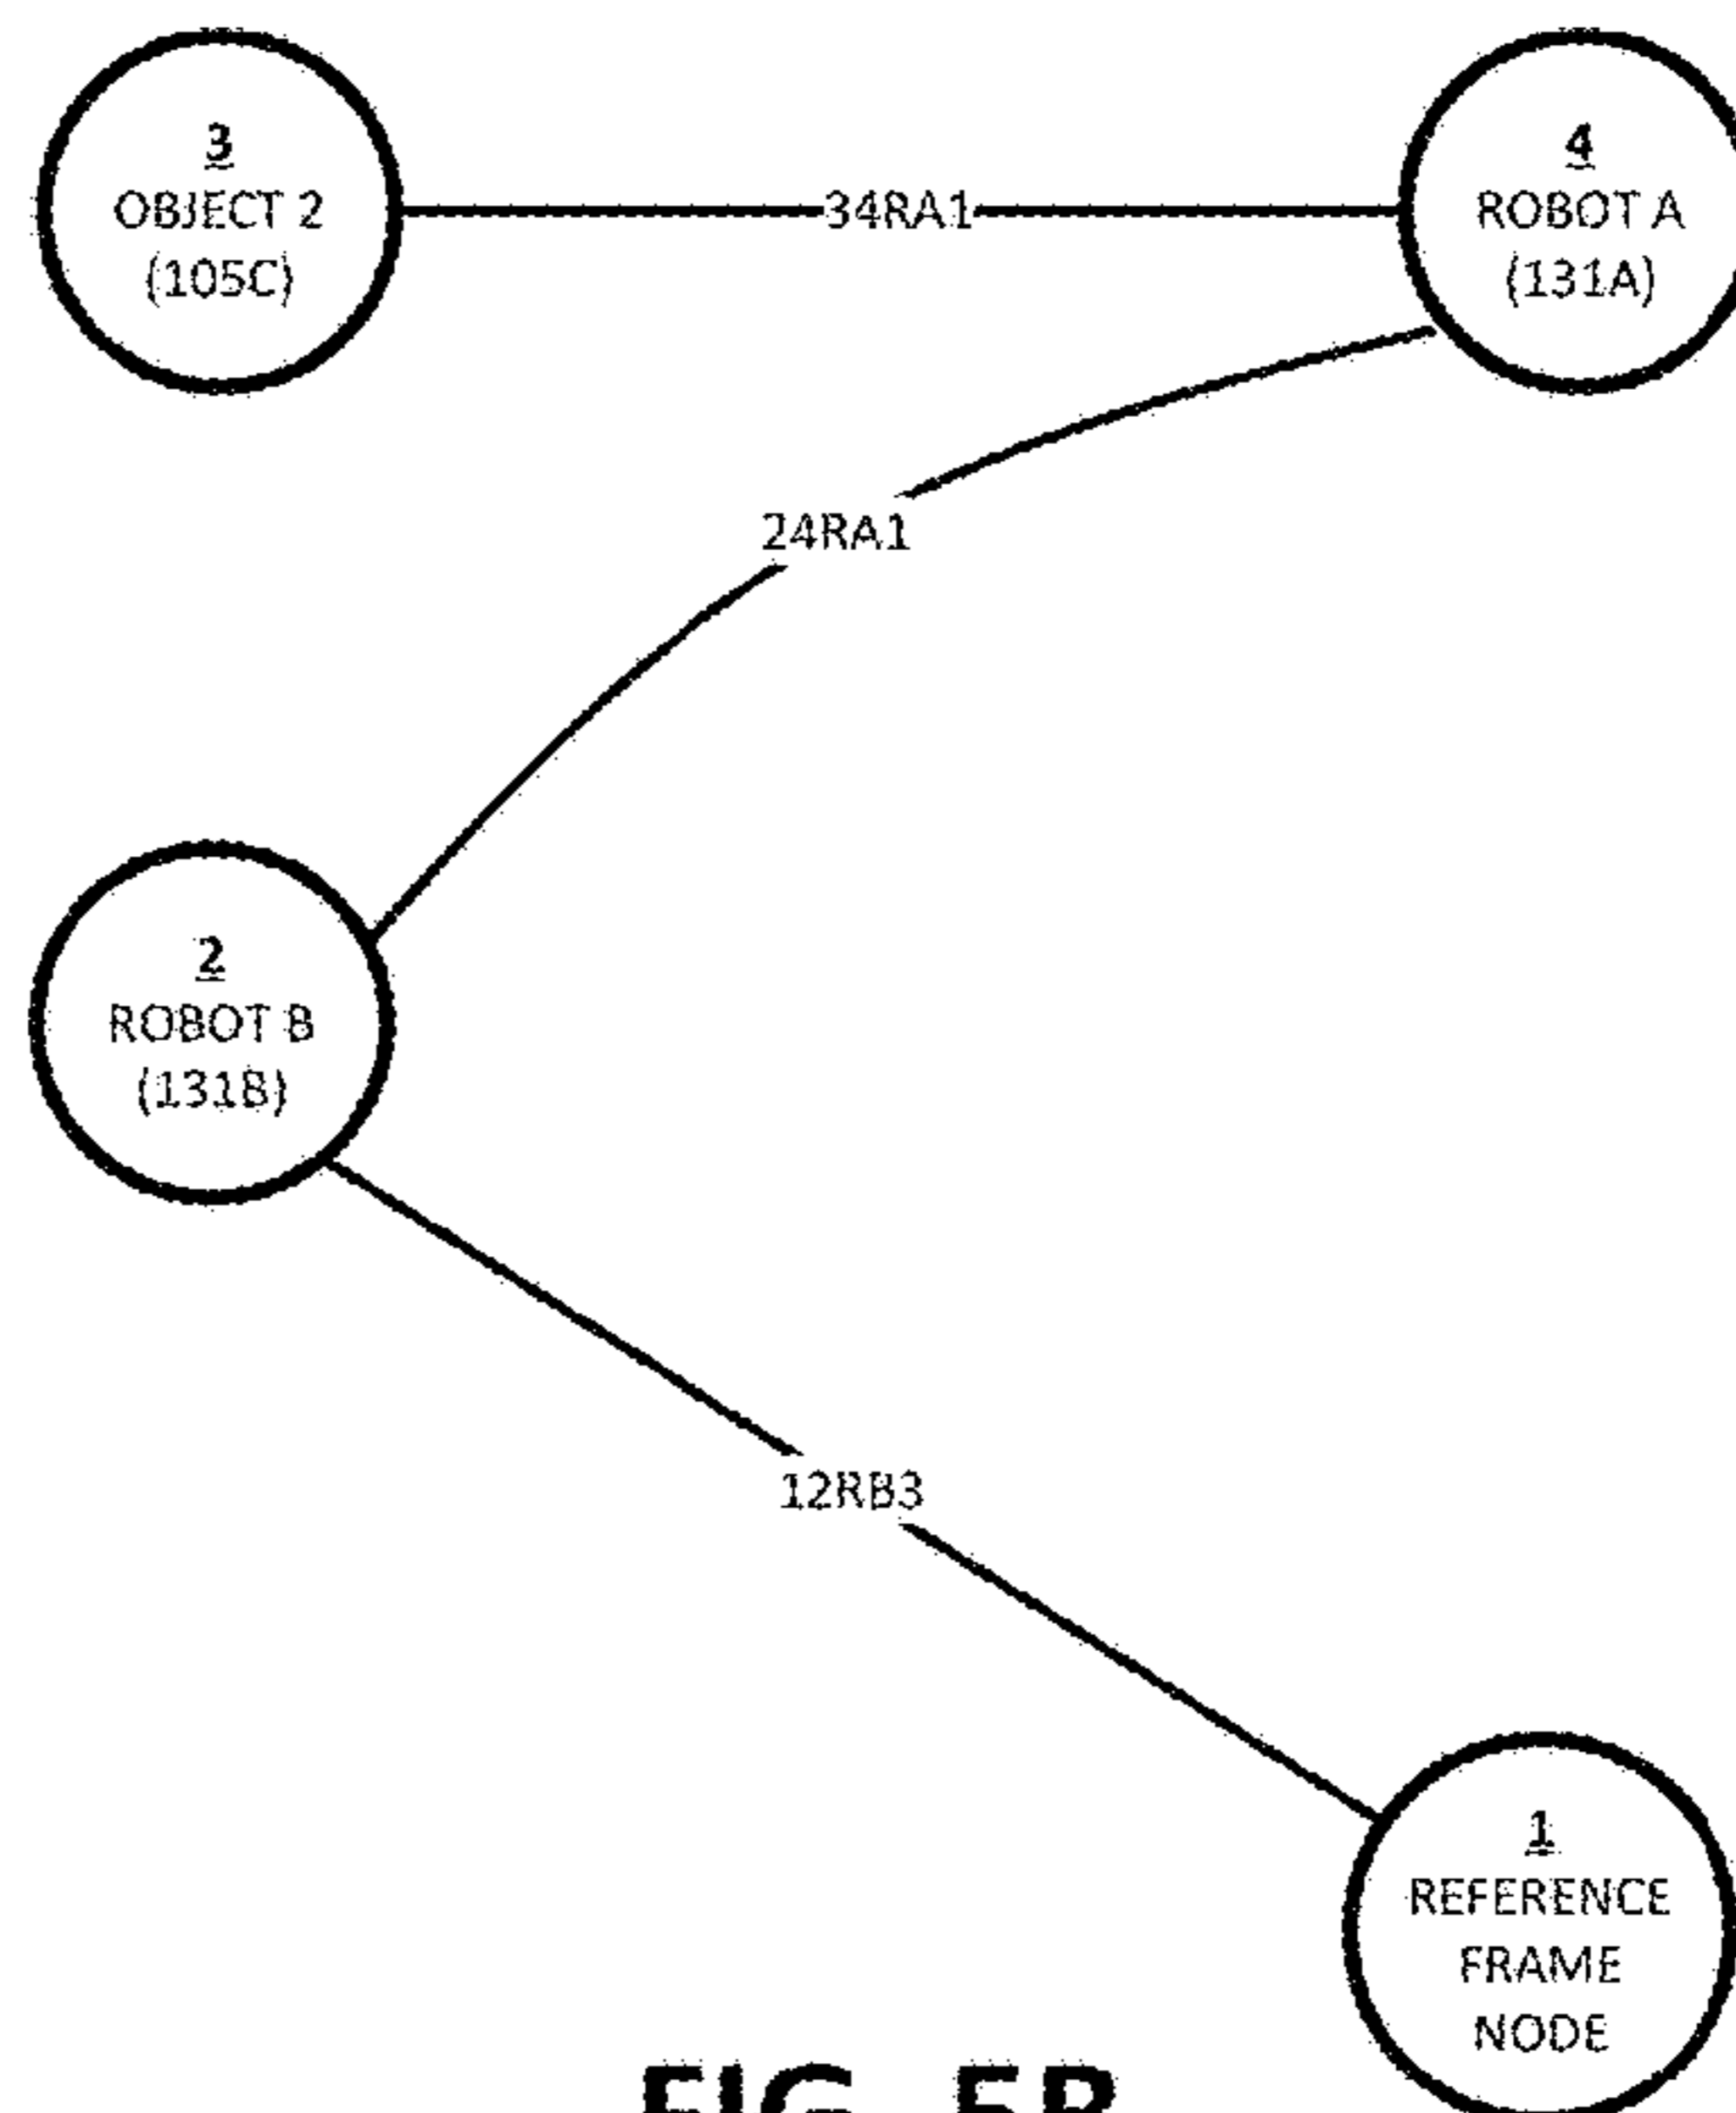 3
OBJECT 2
(105C)
34RA1
4
ROBOT A
(131A)
24RA1
2
ROBOT B
(131B)
12RB3
1
REFERENCE
FRAME
NODE